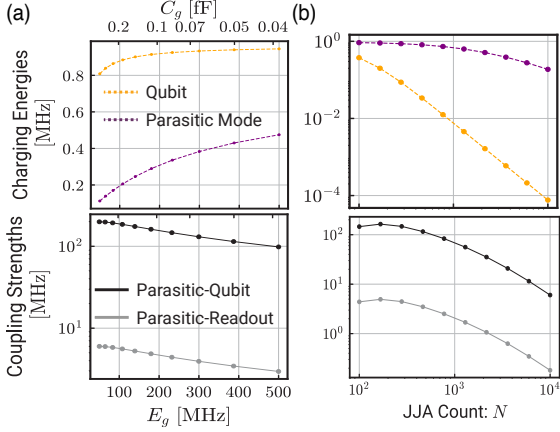 (a)
C_g [fF]
0.2 0.1 0.07 0.05 0.04
Charging Energies
[MHz]
0.8
0.6
0.4
0.2
Qubit
Parasitic Mode
Coupling Strengths
[MHz]
10^2
10^1
Parasitic-Qubit
Parasitic-Readout
100 200 300 400 500
E_g [MHz]
(b)
10^0
10^−2
10^−4
10^2
10^1
10^0
10^2 10^3 10^4
JJA Count: N